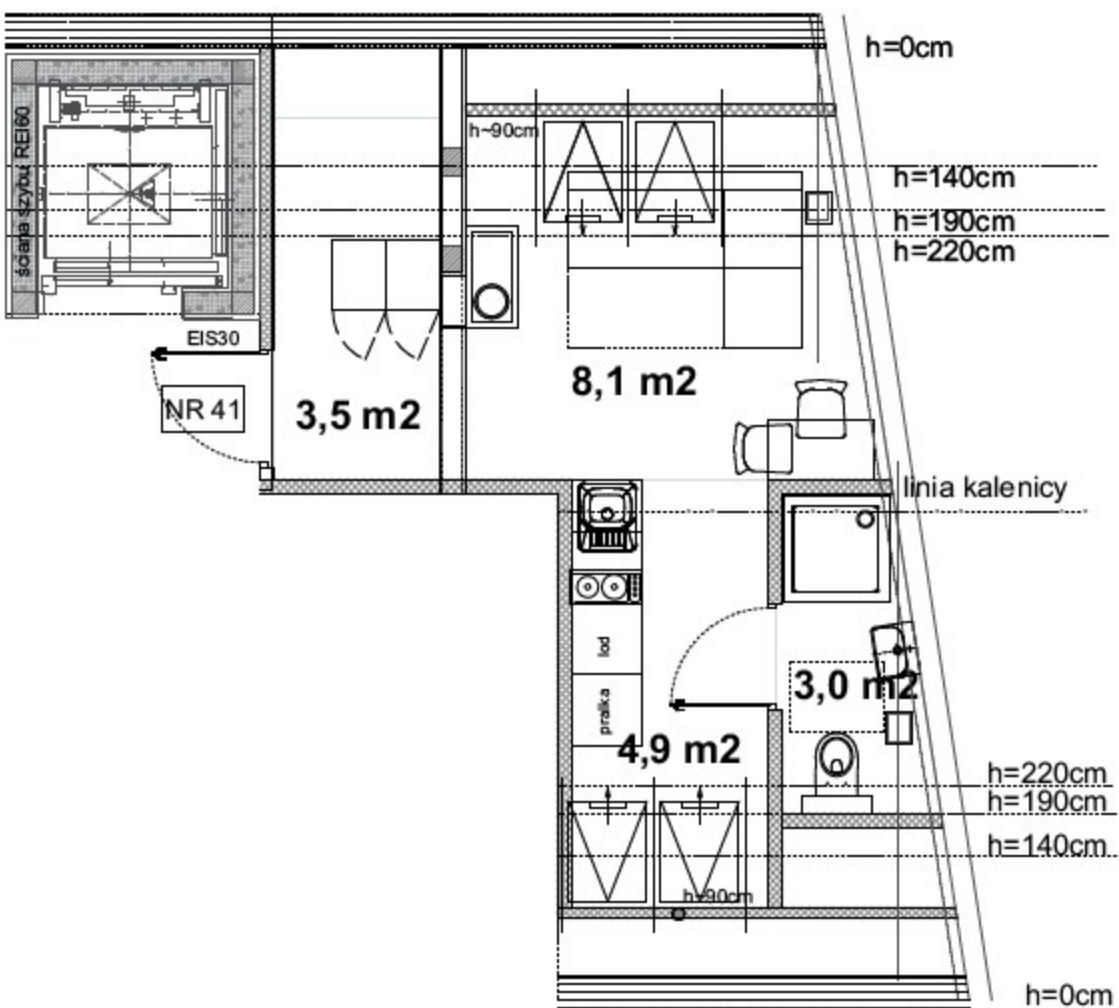 h=0cm
ściana szybu REI60
h~90cm
h=140cm
h=190cm
h=220cm
EIS30
NR 41
3,5 m2
8,1 m2
linia kalenicy
lod
pralka
3,0 m2
4,9 m2
h=220cm
h=190cm
h=140cm
h~90cm
h=0cm